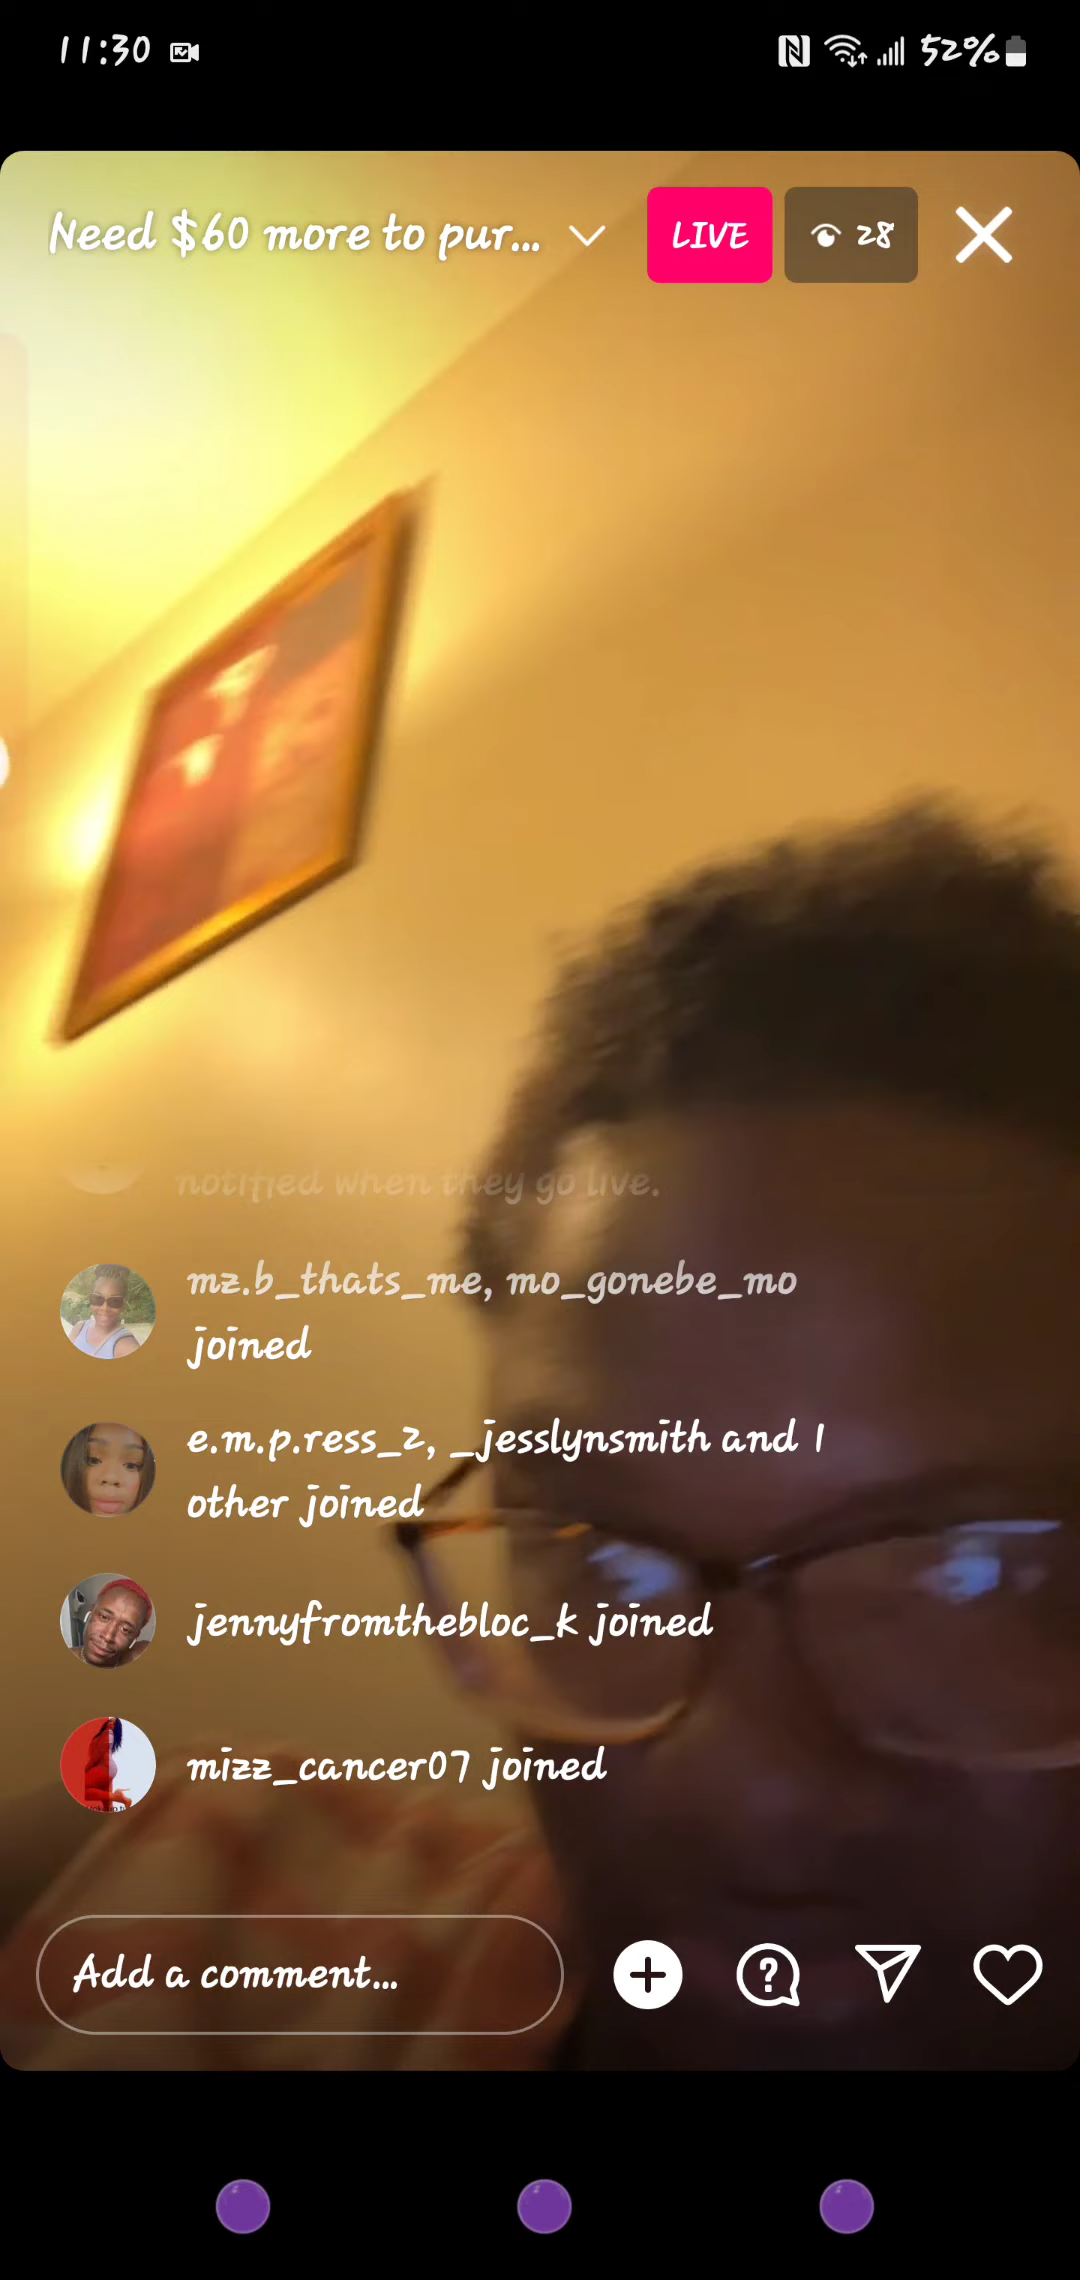 11:30
52%
Need $60 more to pur...
LIVE
28
notified when they go live.
mz.b_thats_me, mo_gonebe_mo
joined
e.m.p.ress_2, _jesslynsmith and 1
other joined
jennyfromthebloc_k joined
mizz_cancer07 joined
Add a comment...